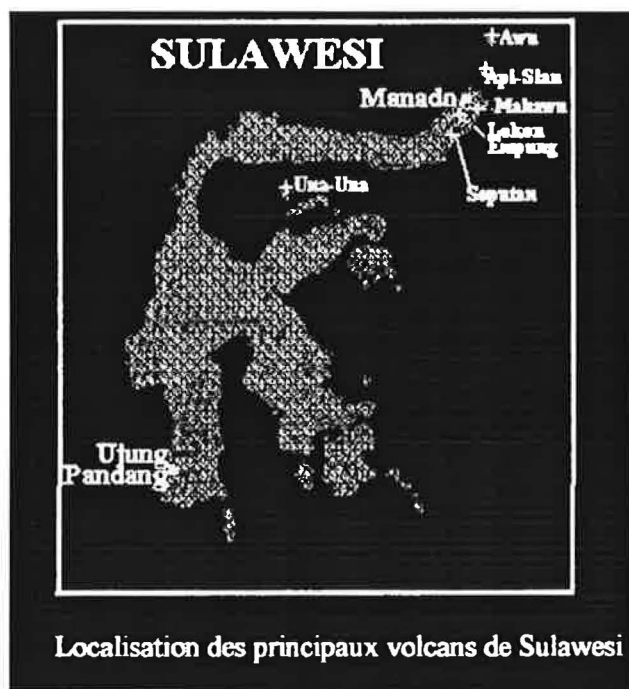 SULAWESI
Awu
Api-Siau
Manado
Makawu
Lokon
Empung
Una-Una
Soputan
Ujung
Pandang
Localisation des principaux volcans de Sulawesi